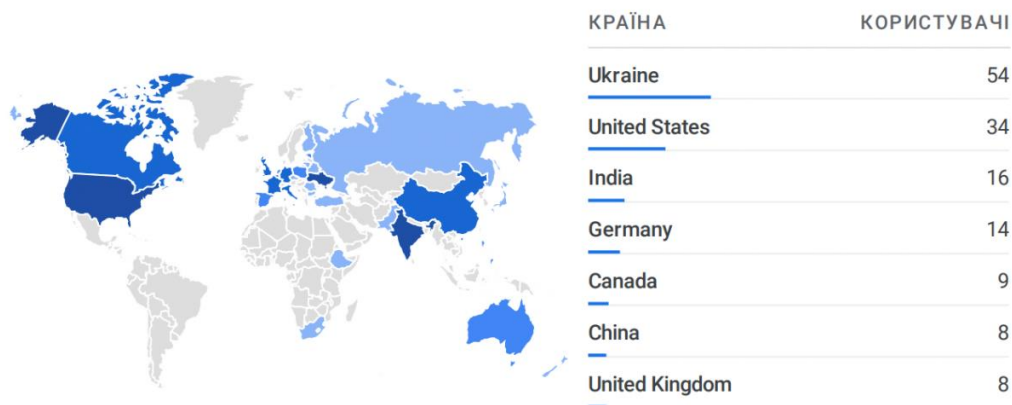 КРАЇНА КОРИСТУВАЧІ
Ukraine 54
United States 34
India 16
Germany 14
Canada 9
China 8
United Kingdom 8